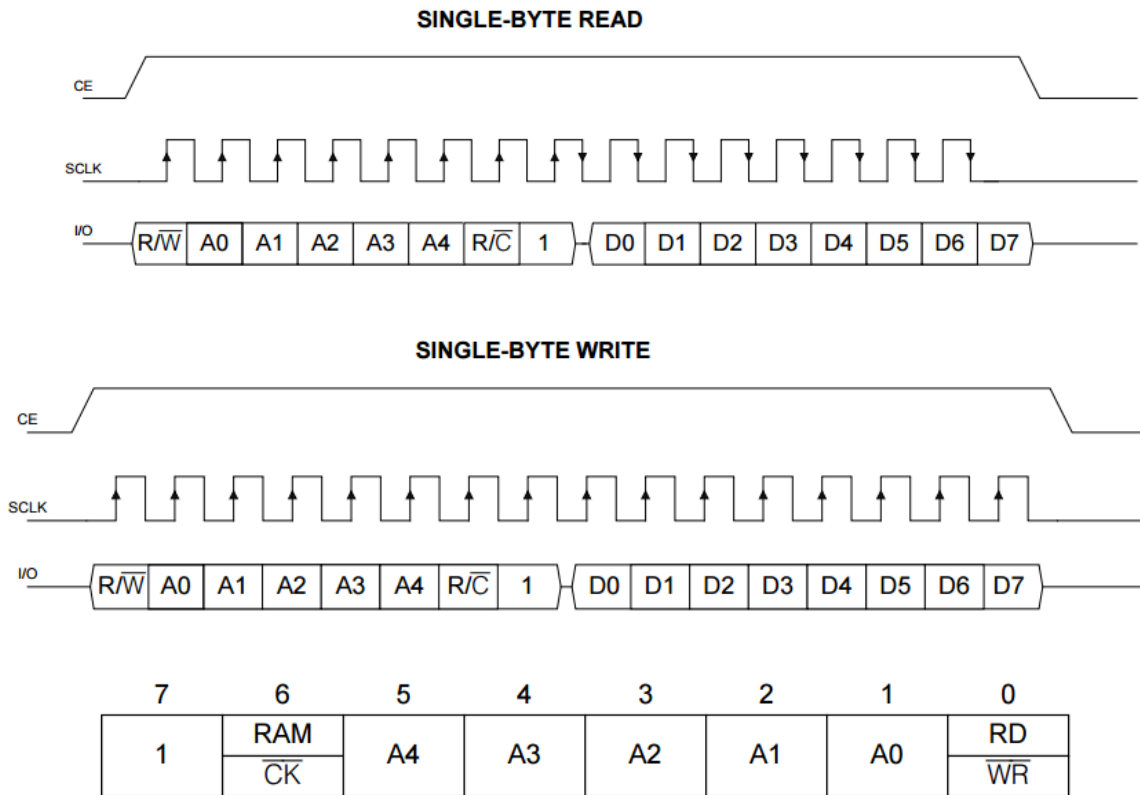 SINGLE-BYTE READ
CE
SCLK
I/O R/W̅ A0 A1 A2 A3 A4 R/C̅ 1 D0 D1 D2 D3 D4 D5 D6 D7
SINGLE-BYTE WRITE
CE
SCLK
I/O R/W̅ A0 A1 A2 A3 A4 R/C̅ 1 D0 D1 D2 D3 D4 D5 D6 D7
7 6 5 4 3 2 1 0
1 RAM A4 A3 A2 A1 A0 RD
C̅K̅ W̅R̅